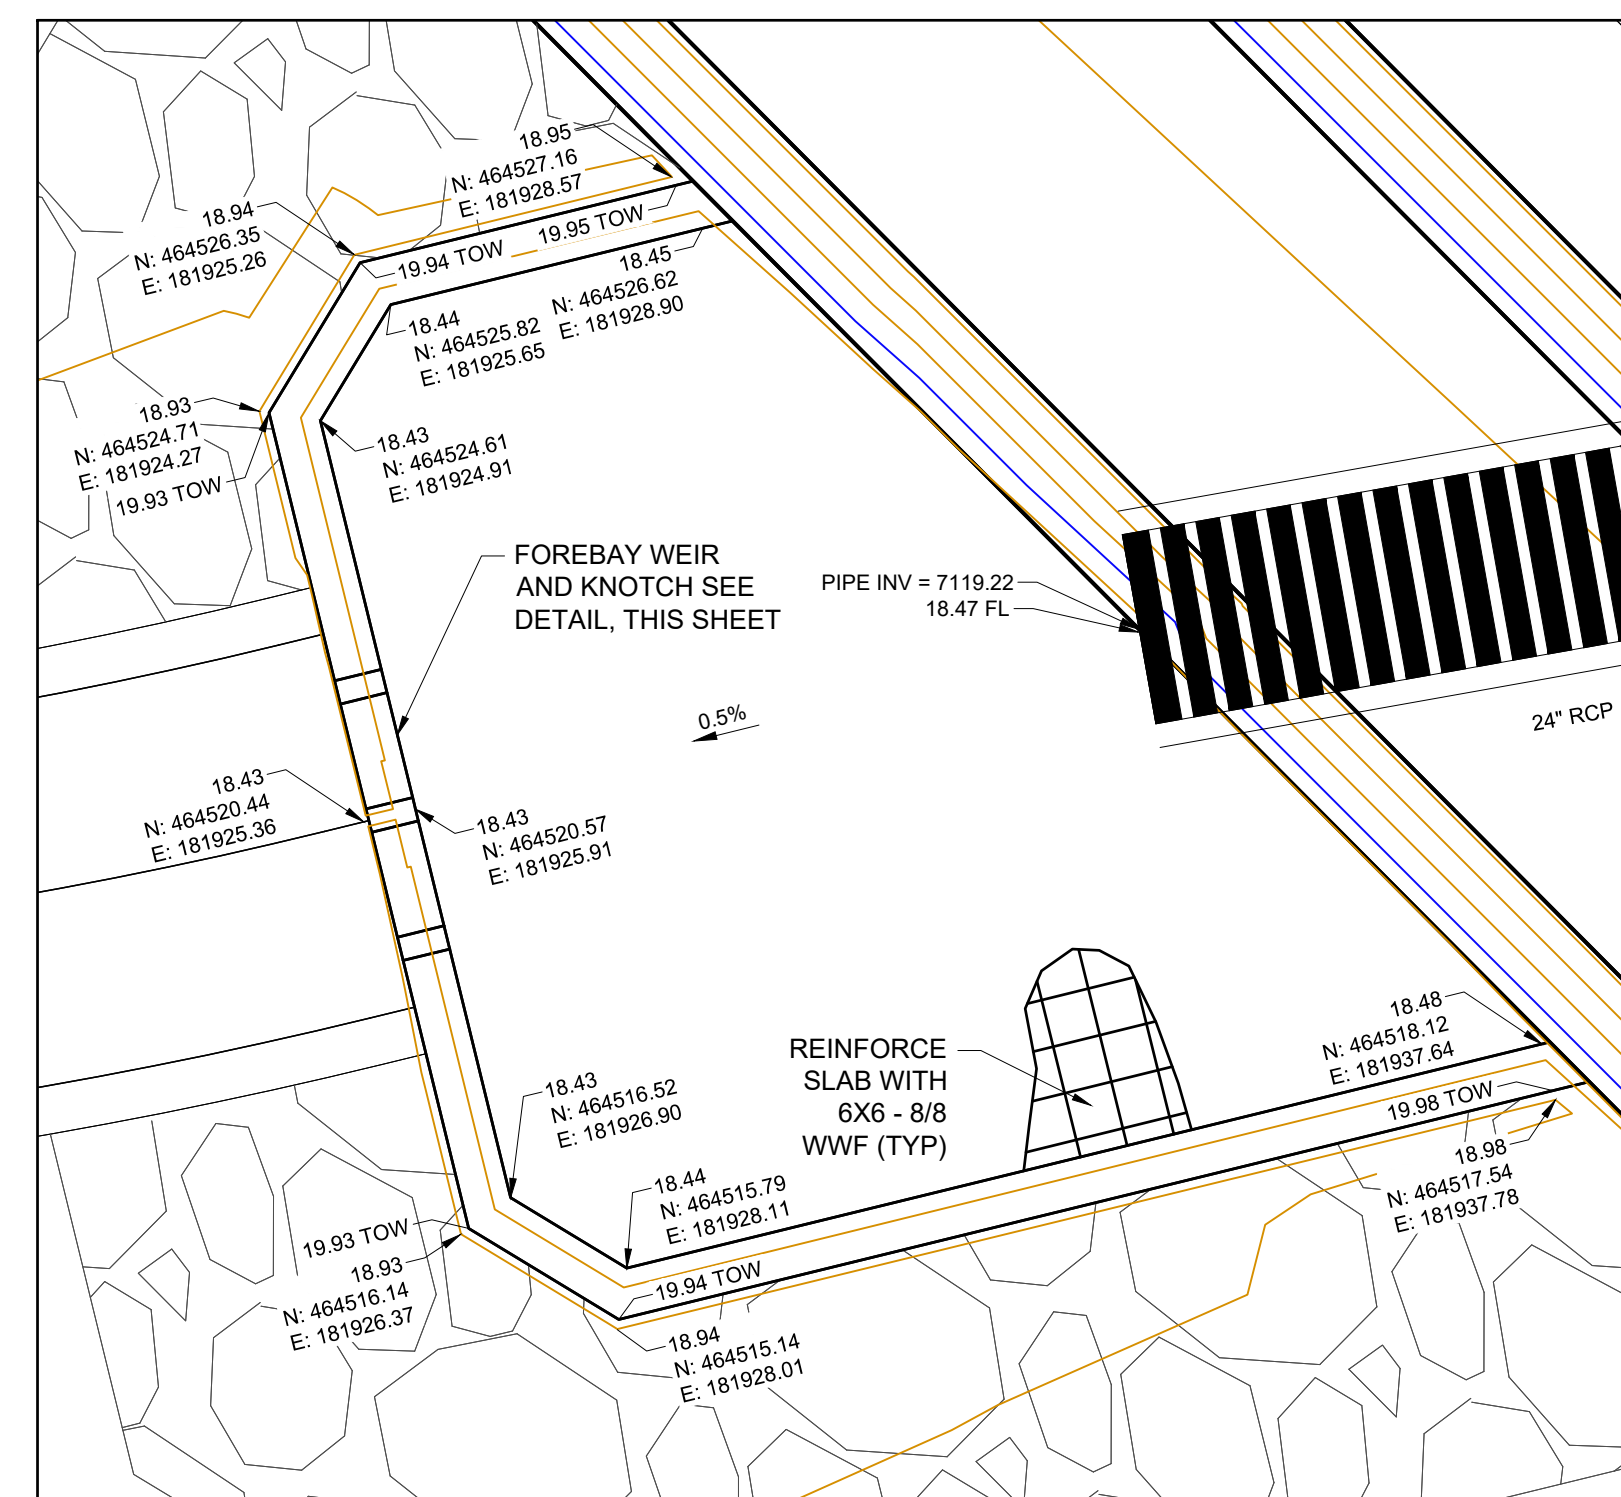 18.95
N: 464527.16
E: 181928.57
18.94
N: 464526.35
E: 181925.26
19.94 TOW
19.95 TOW
18.45
N: 464526.62
E: 181928.90
18.44
N: 464525.82
E: 181925.65
18.93
N: 464524.71
E: 181924.27
19.93 TOW
18.43
N: 464524.61
E: 181924.91
FOREBAY WEIR
AND KNOTCH SEE
DETAIL, THIS SHEET
PIPE INV = 7119.22
18.47 FL
24" RCP
0.5%
18.43
N: 464520.44
E: 181925.36
18.43
N: 464520.57
E: 181925.91
REINFORCE
SLAB WITH
6X6 - 8/8
WWF (TYP)
18.48
N: 464518.12
E: 181937.64
19.98 TOW
18.98
N: 464517.54
E: 181937.78
18.43
N: 464516.52
E: 181926.90
18.44
N: 464515.79
E: 181928.11
19.93 TOW
18.93
N: 464516.14
E: 181926.37
19.94 TOW
18.94
N: 464515.14
E: 181928.01